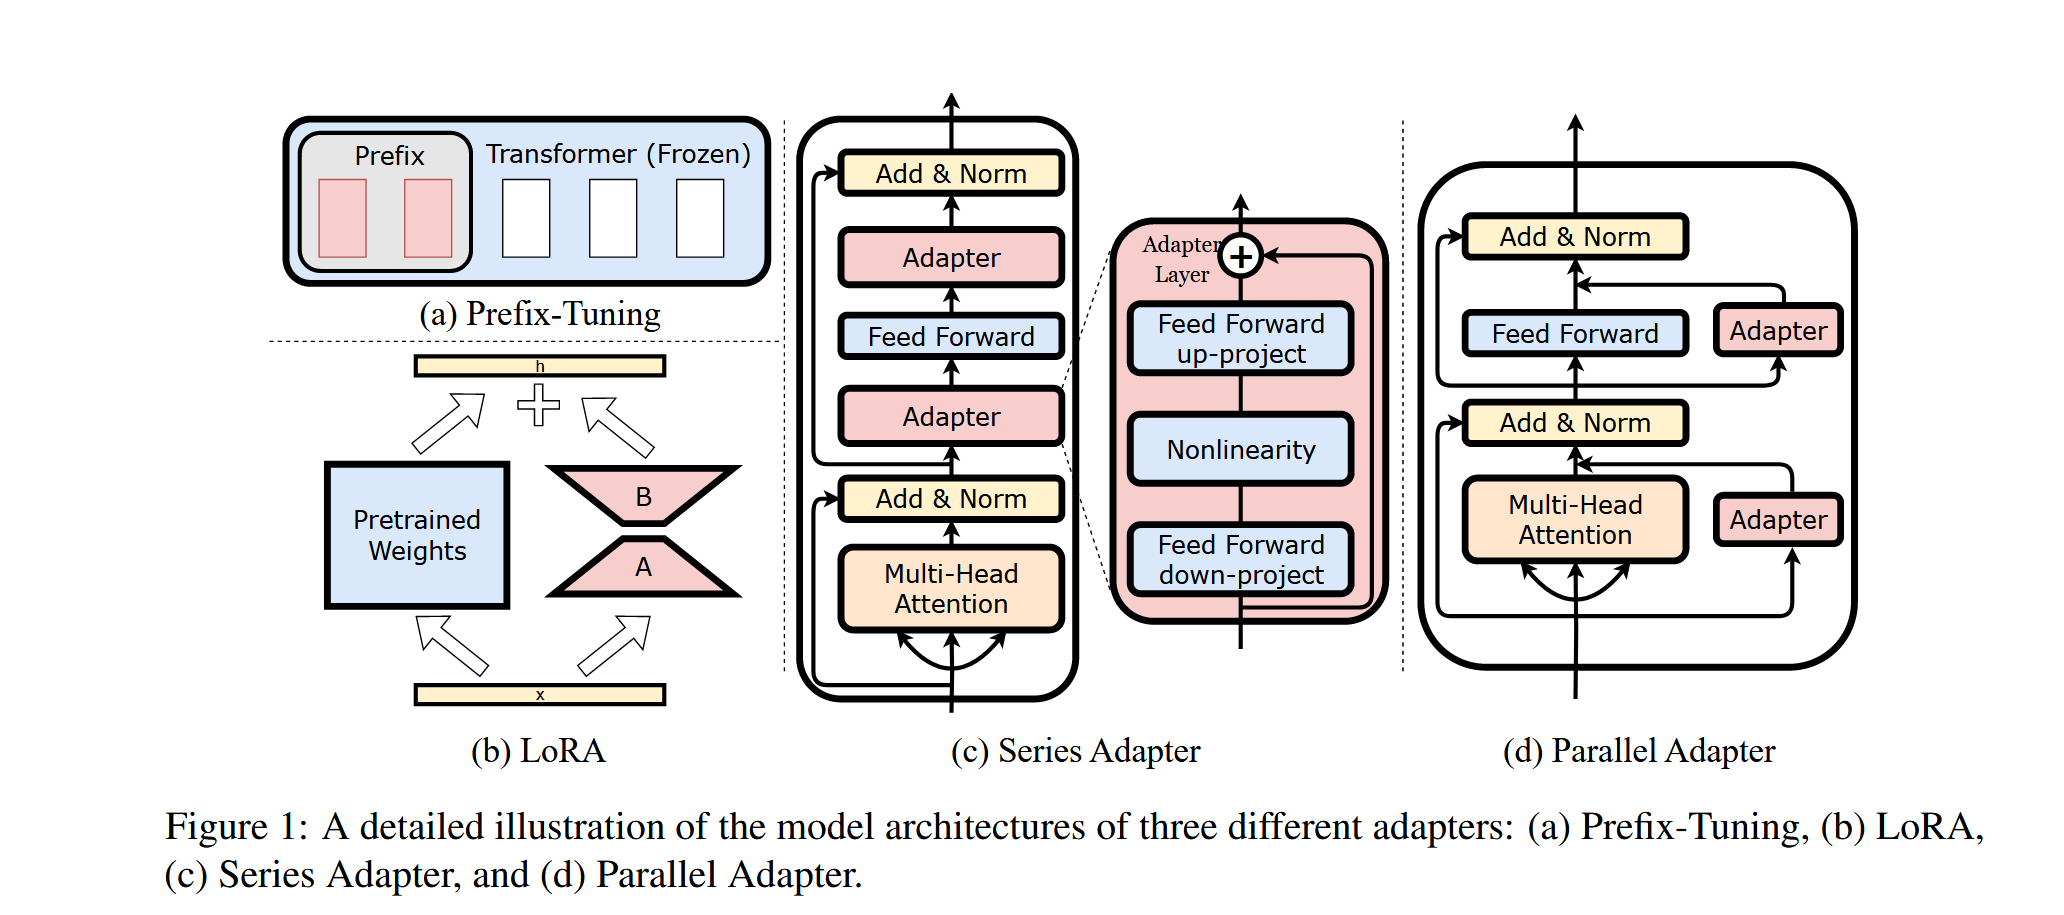 Prefix
Transformer (Frozen)
(a) Prefix-Tuning
h
Pretrained
Weights
B
A
x
(b) LoRA
Add & Norm
Adapter
Feed Forward
Adapter
Add & Norm
Multi-Head
Attention
Adapter
Layer
+
Feed Forward
up-project
Nonlinearity
Feed Forward
down-project
(c) Series Adapter
Add & Norm
Feed Forward
Adapter
Add & Norm
Multi-Head
Attention
Adapter
(d) Parallel Adapter
Figure 1: A detailed illustration of the model architectures of three different adapters: (a) Prefix-Tuning, (b) LoRA,
(c) Series Adapter, and (d) Parallel Adapter.